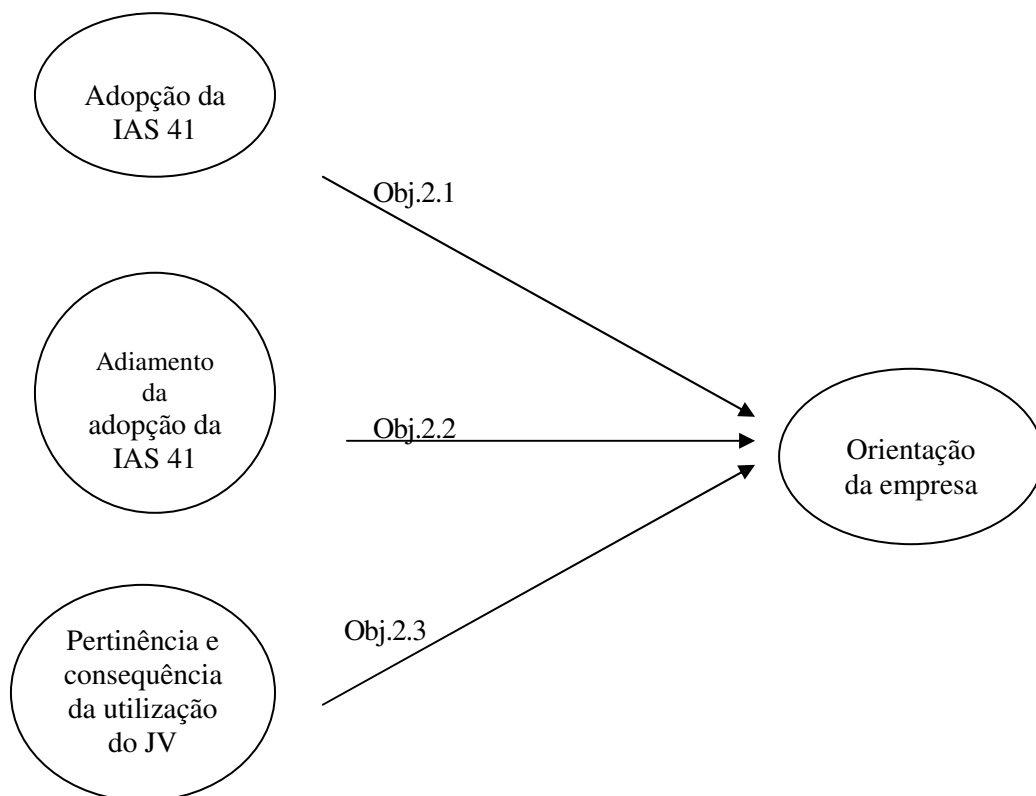 Adopção da
IAS 41
Obj.2.1
Adiamento
da
adopção da
IAS 41
Obj.2.2
Orientação
da empresa
Pertinência e
consequência
da utilização
do JV
Obj.2.3